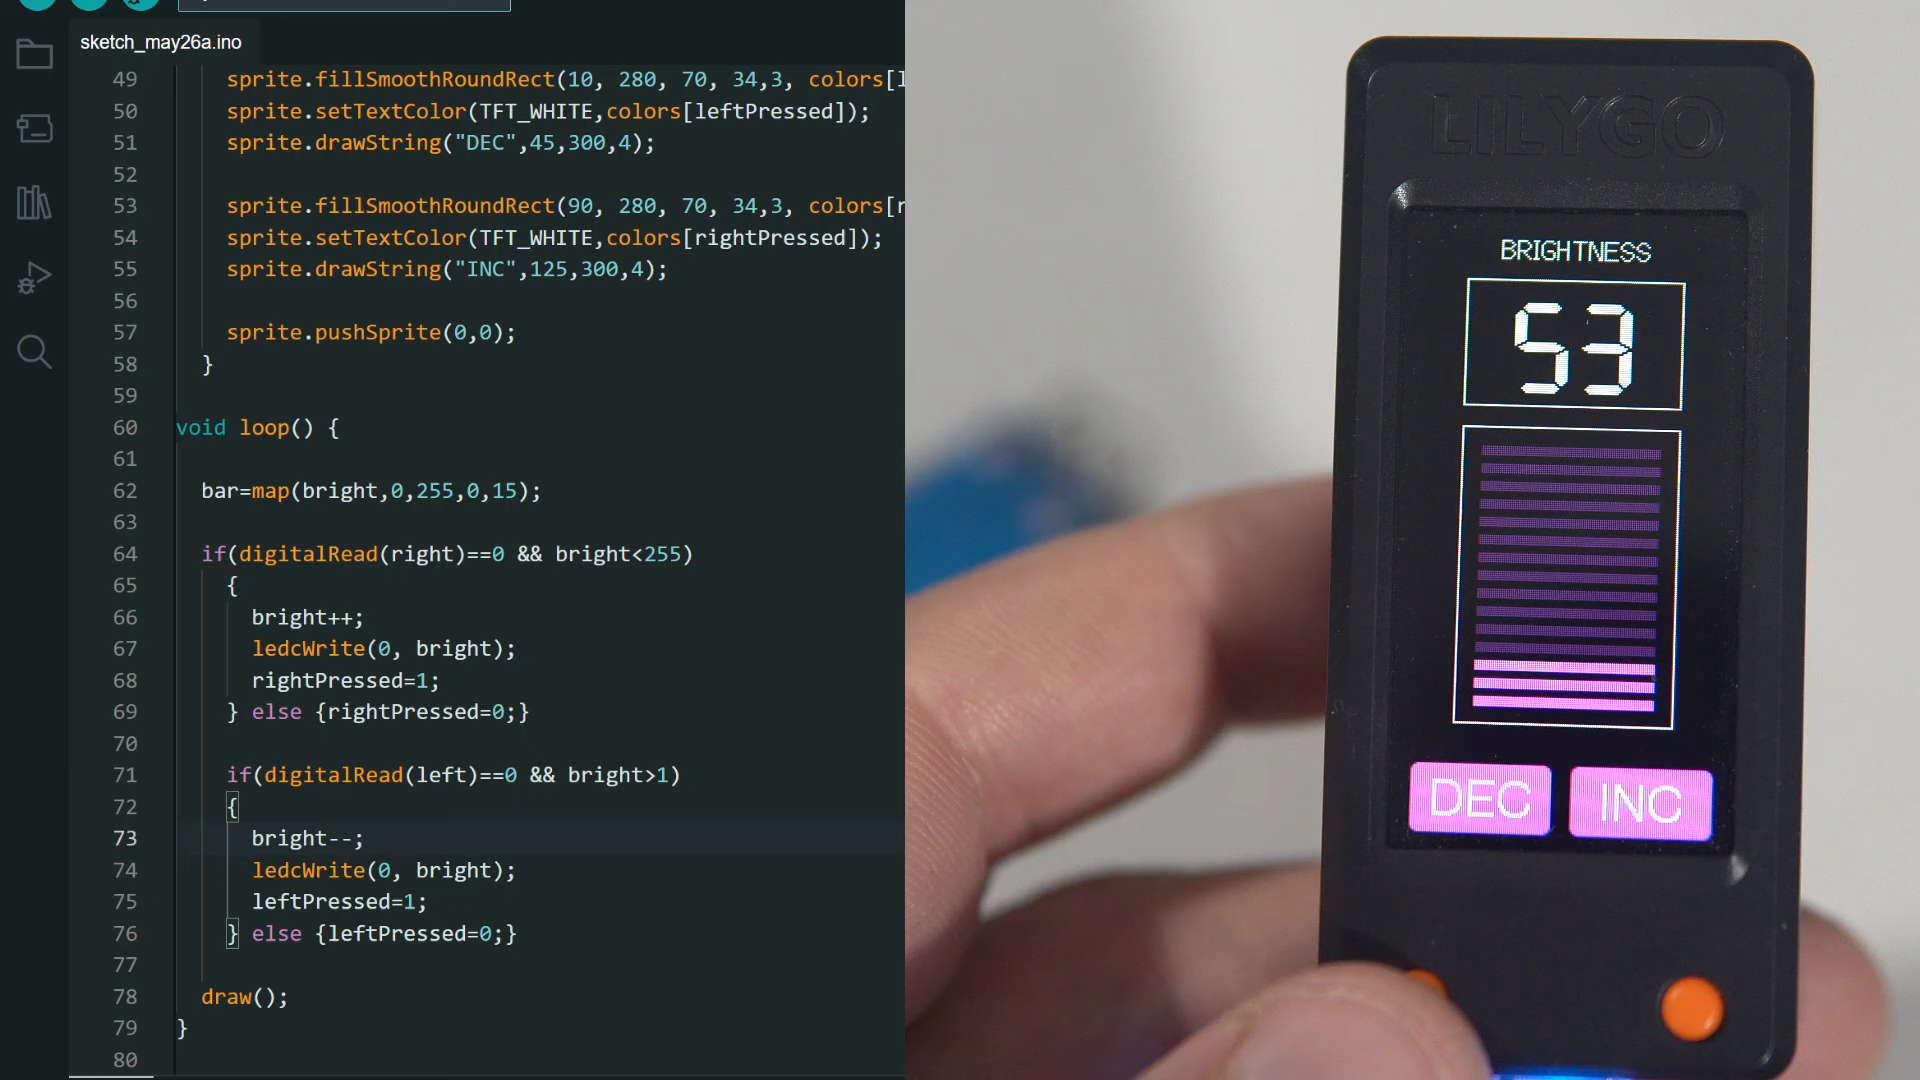 sketch_may26a.ino
49 sprite.fillSmoothRoundRect(10, 280, 70, 34,3, colors[l
50 sprite.setTextColor(TFT_WHITE,colors[leftPressed]);
51 sprite.drawString("DEC",45,300,4);
52
53 sprite.fillSmoothRoundRect(90, 280, 70, 34,3, colors[r
54 sprite.setTextColor(TFT_WHITE,colors[rightPressed]);
55 sprite.drawString("INC",125,300,4);
56
57 sprite.pushSprite(0,0);
58 }
59
60 void loop() {
61
62 bar=map(bright,0,255,0,15);
63
64 if(digitalRead(right)==0 && bright<255)
65 {
66 bright++;
67 ledcWrite(0, bright);
68 rightPressed=1;
69 } else {rightPressed=0;}
70
71 if(digitalRead(left)==0 && bright>1)
72 {
73 bright--;
74 ledcWrite(0, bright);
75 leftPressed=1;
76 } else {leftPressed=0;}
77
78 draw();
79 }
80
LILYGO
BRIGHTNESS
53
DEC INC